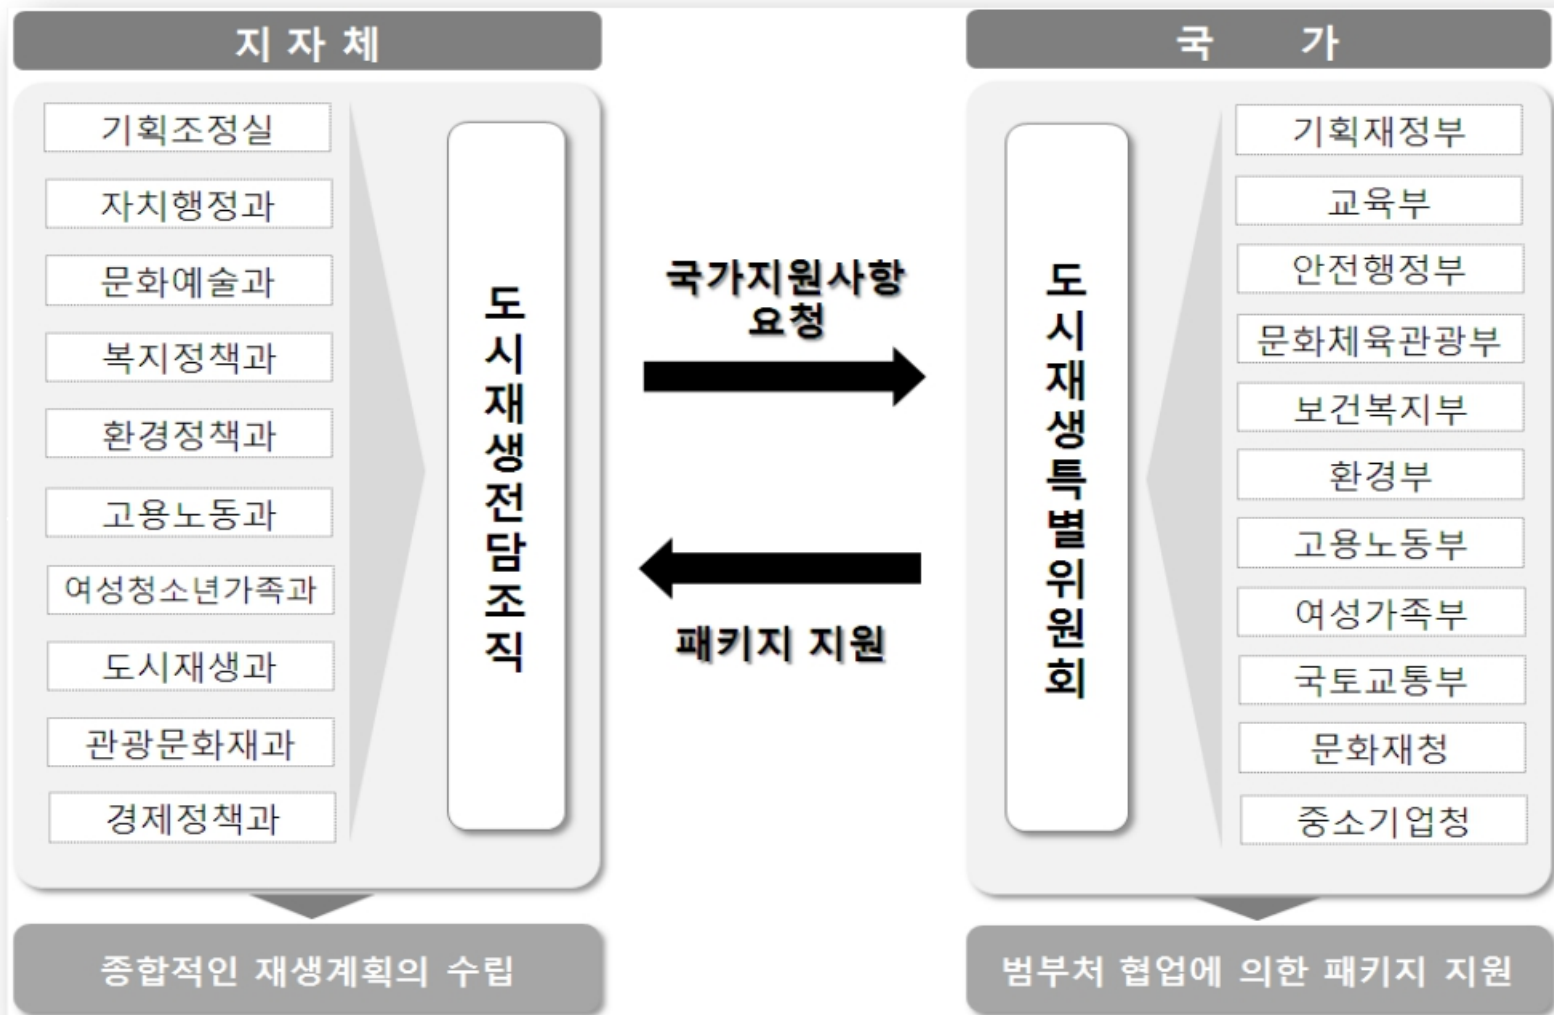 지자체
기획조정실
자치행정과
문화예술과
복지정책과
환경정책과
고용노동과
여성청소년가족과
도시재생과
관광문화재과
경제정책과
도시재생전담조직
종합적인 재생계획의 수립
국가지원사항
요청
패키지 지원
국 가
도시재생특별위원회
기획재정부
교육부
안전행정부
문화체육관광부
보건복지부
환경부
고용노동부
여성가족부
국토교통부
문화재청
중소기업청
범부처 협업에 의한 패키지 지원